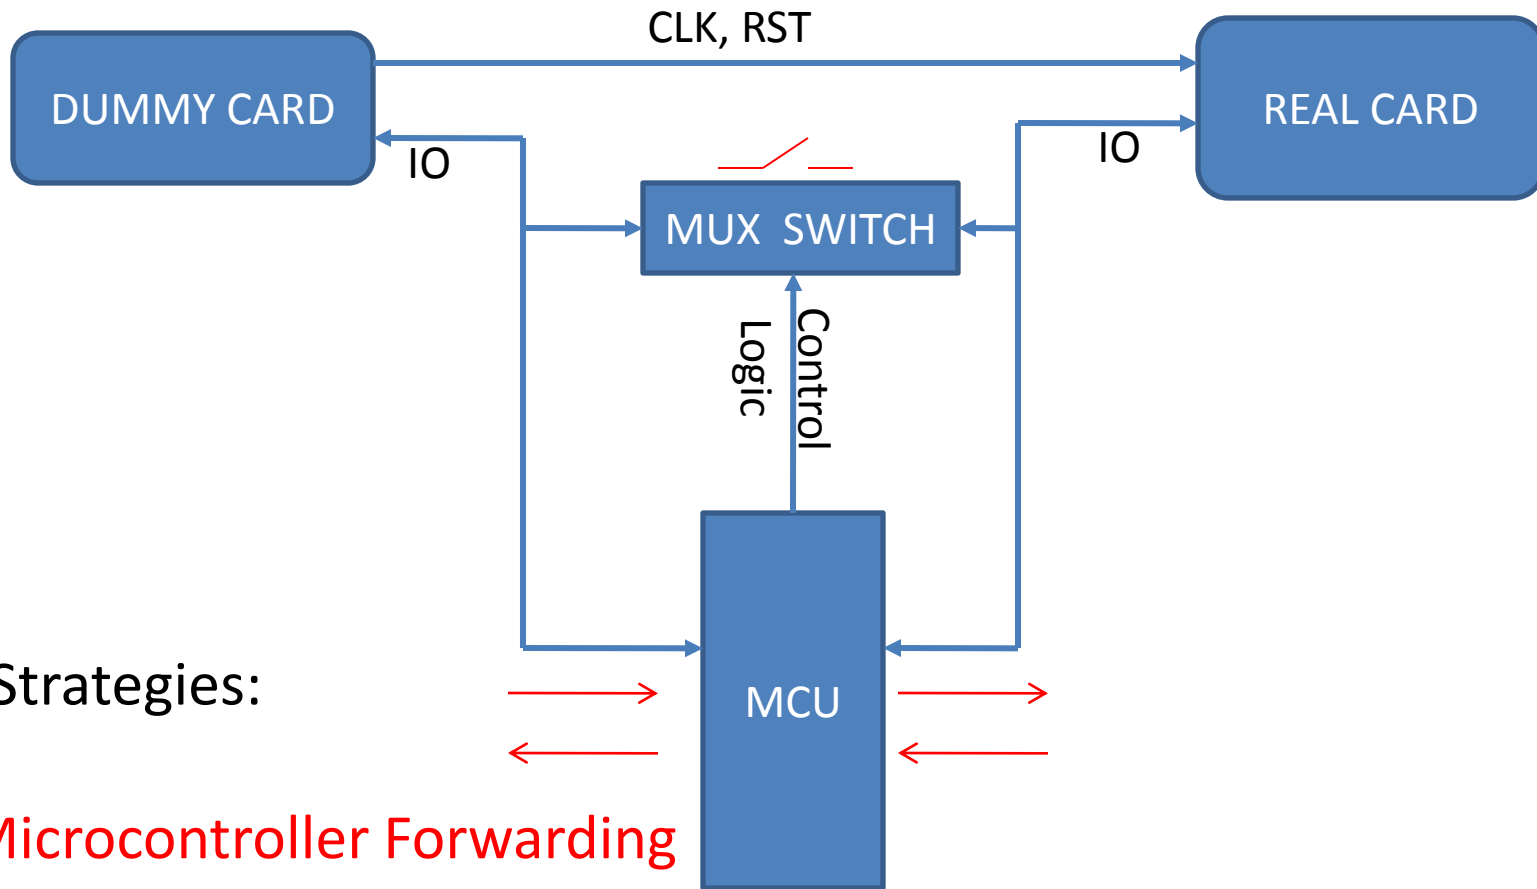 CLK, RST
DUMMY CARD
REAL CARD
IO
IO
MUX SWITCH
Control
Logic
Strategies:
MCU
Microcontroller Forwarding